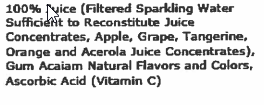 100% Juice (Filtered Sparkling Water
Sufficient to Reconstitute Juice
Concentrates, Apple, Grape, Tangerine,
Orange and Acerola Juice Concentrates),
Gum Acaiam Natural Flavors and Colors,
Ascorbic Acid (Vitamin C)